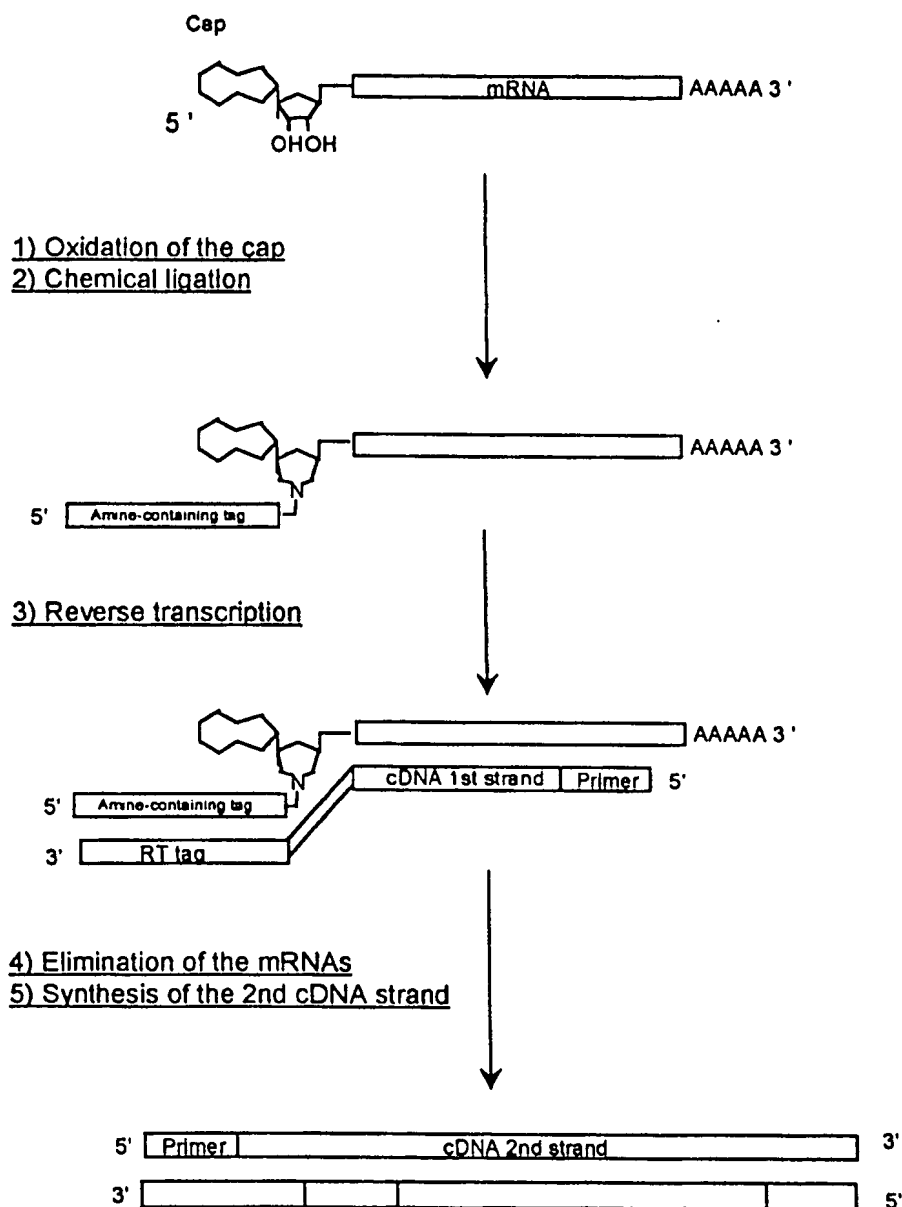 Cap
mRNA AAAAA 3 '
5 '
OHOH
1) Oxidation of the cap
2) Chemical ligation
AAAAA 3 '
N
5' Amine-containing tag
3) Reverse transcription
AAAAA 3 '
N
cDNA 1st strand Primer 5'
5' Amine-containing tag
3' RT tag
4) Elimination of the mRNAs
5) Synthesis of the 2nd cDNA strand
5' Primer cDNA 2nd strand 3'
3' 5'